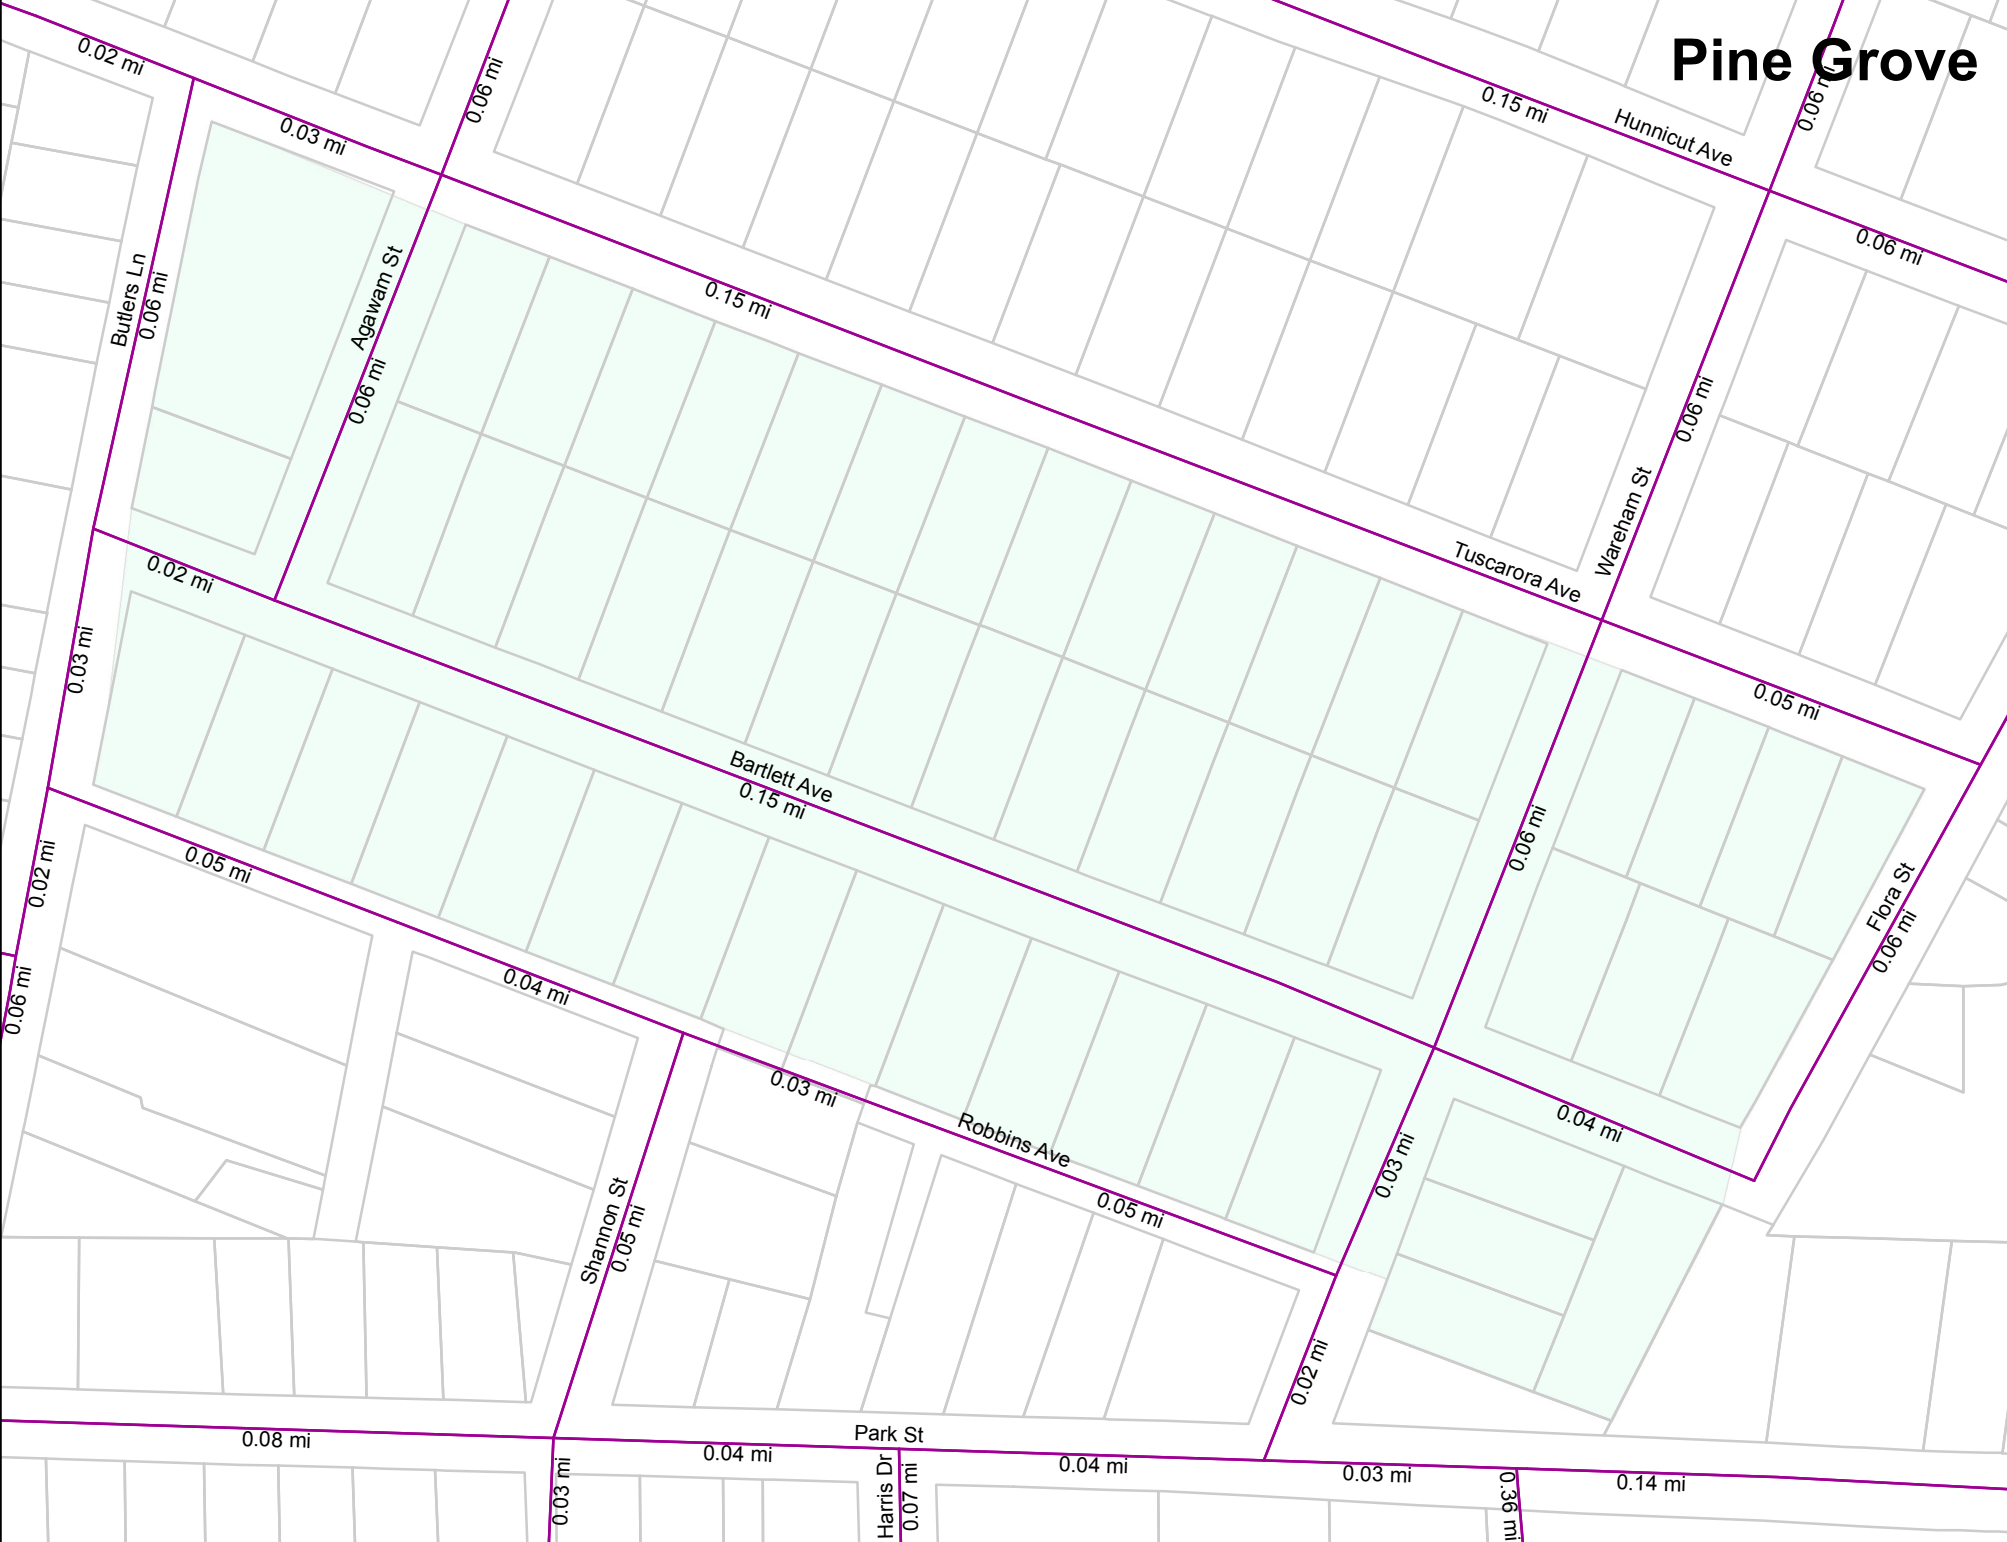 Pine Grove
0.02 mi
0.03 mi
0.06 mi
0.15 mi
Hunnicut Ave
0.06 mi
0.06 mi
Butlers Ln
0.06 mi
Agawam St
0.06 mi
0.15 mi
0.06 mi
Wareham St
Tuscarora Ave
0.05 mi
0.02 mi
0.03 mi
Bartlett Ave
0.15 mi
0.06 mi
Flora St
0.06 mi
0.02 mi
0.05 mi
0.06 mi
0.04 mi
0.03 mi
Robbins Ave
0.05 mi
0.03 mi
0.04 mi
Shannon St
0.05 mi
0.02 mi
0.08 mi
0.04 mi
Park St
0.04 mi
0.03 mi
0.14 mi
0.03 mi
Harris Dr
0.07 mi
0.36 mi